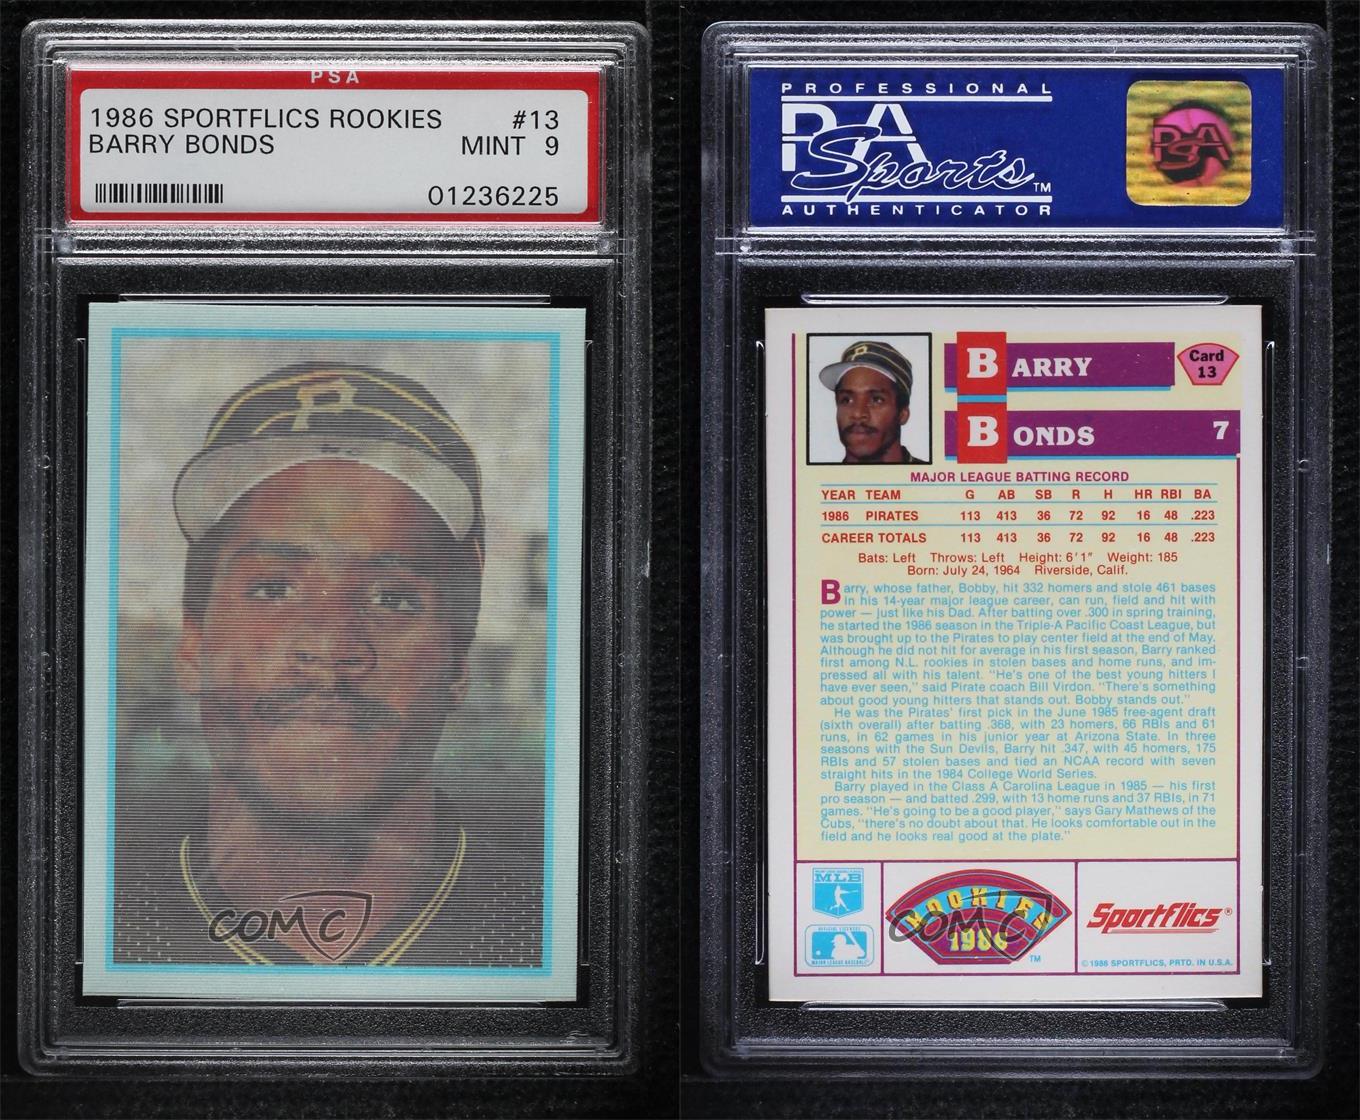 PSA
1986 SPORTFLICS ROOKIES #13
BARRY BONDS MINT 9
01236225
P
COMC
PROFESSIONAL
PSA
Sports™
AUTHENTICATOR
PSA
BARRY
Card
13
BONDS 7
MAJOR LEAGUE BATTING RECORD
YEAR TEAM G AB SB R H HR RBI BA
1986 PIRATES 113 413 36 72 92 16 48 .223
CAREER TOTALS 113 413 36 72 92 16 48 .223
Bats: Left Throws: Left Height: 6'1" Weight: 185
Born: July 24, 1964 Riverside, Calif.
Barry, whose father, Bobby, hit 332 homers and stole 461 bases
in his 14-year major league career, can run, field and hit with
power — just like his Dad. After batting over .300 in spring training,
he started the 1986 season in the Triple-A Pacific Coast League, but
was brought up to the Pirates to play center field at the end of May.
Although he did not hit for average in his first season, Barry ranked
first among N.L. rookies in stolen bases and home runs, and im-
pressed all with his talent. "He's one of the best young hitters I
have ever seen," said Pirate coach Bill Virdon. "There's something
about good young hitters that stands out. Bobby stands out."
He was the Pirates' first pick in the June 1985 free-agent draft
(sixth overall) after batting .368, with 23 homers, 66 RBIs and 61
runs, in 62 games in his junior year at Arizona State. In three
seasons with the Sun Devils, Barry hit .347, with 45 homers, 175
RBIs and 57 stolen bases and tied an NCAA record with seven
straight hits in the 1984 College World Series.
Barry played in the Class A Carolina League in 1985 — his first
pro season — and batted .299, with 13 home runs and 37 RBIs, in 71
games. "He's going to be a good player," says Gary Mathews of the
Cubs, "there's no doubt about that. He looks comfortable out in the
field and he looks real good at the plate."
MLB
OFFICIAL LICENSEE
MAJOR LEAGUE BASEBALL
ROOKIES
1986
TM
COMC
Sportflics®
©1986 SPORTFLICS, PRTD. IN U.S.A.